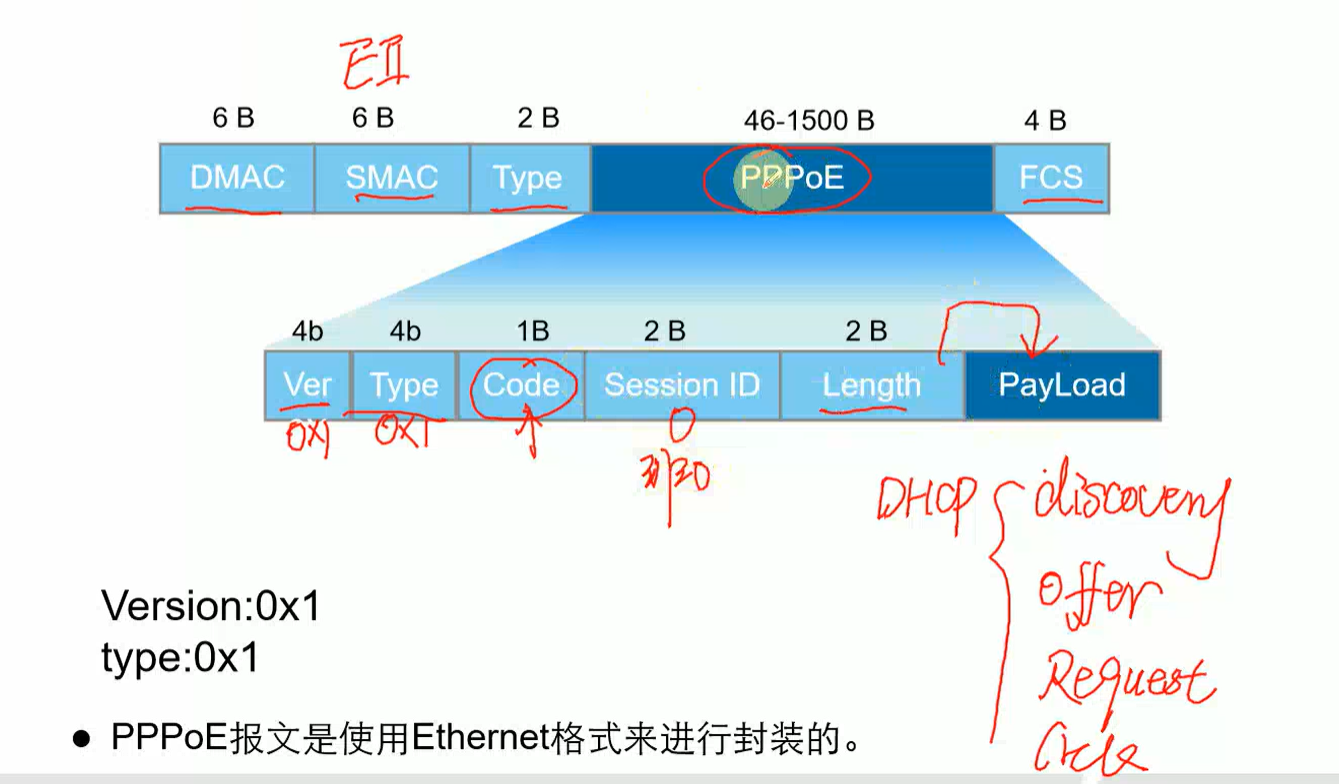 EII
6 B 6 B 2 B 46-1500 B 4 B
DMAC SMAC Type PPPoE FCS
4b 4b 1B 2 B 2 B
Ver Type Code Session ID Length PayLoad
0x1 0x1 0
非0
DHCP discovery
offer
Request
Version:0x1
type:0x1
● PPPoE报文是使用Ethernet格式来进行封装的。